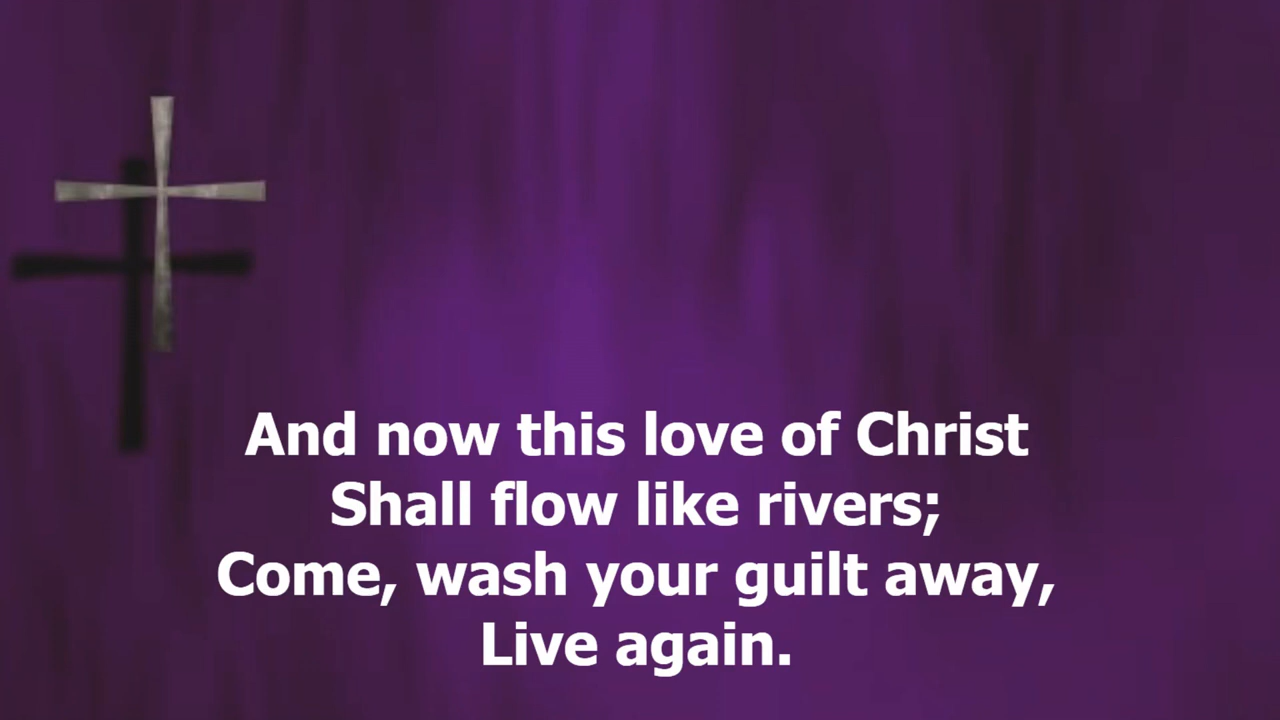 And now this love of Christ
Shall flow like rivers;
Come, wash your guilt away,
Live again.